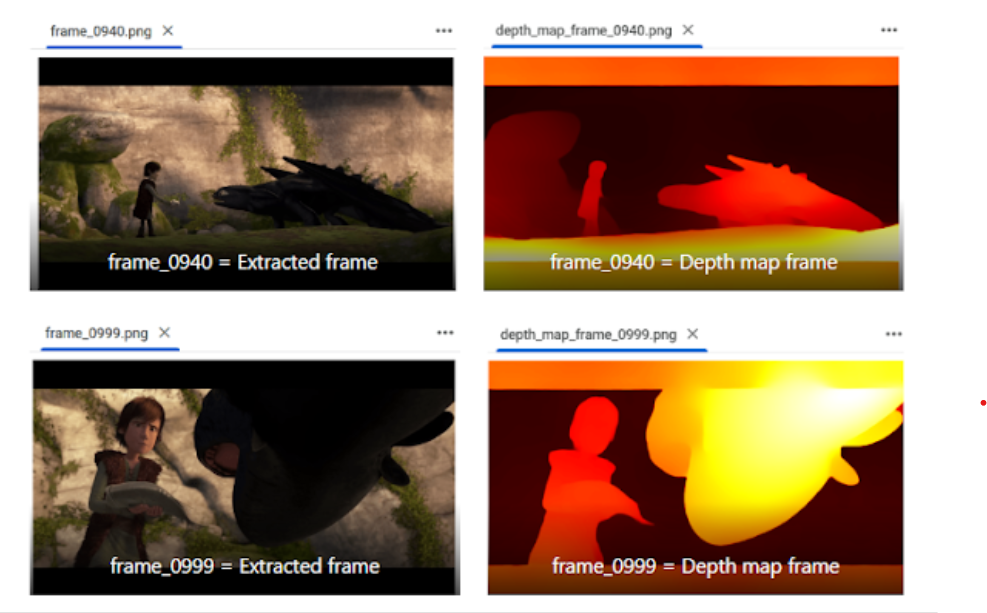 frame_0940.png × ...
depth_map_frame_0940.png × ...
frame_0940 = Extracted frame
frame_0940 = Depth map frame
frame_0999.png × ...
depth_map_frame_0999.png × ...
frame_0999 = Extracted frame
frame_0999 = Depth map frame